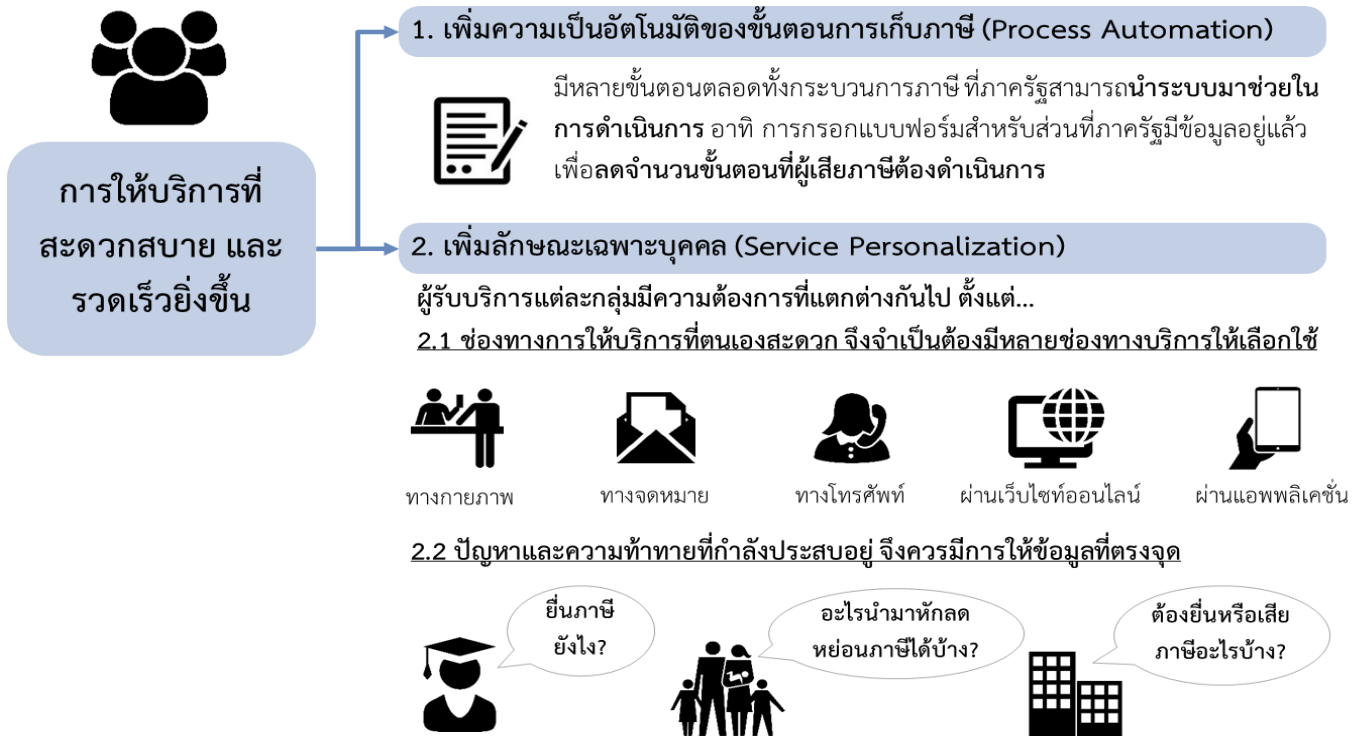 การให้บริการที่
สะดวกสบาย และ
รวดเร็วยิ่งขึ้น
1. เพิ่มความเป็นอัตโนมัติของขั้นตอนการเก็บภาษี (Process Automation)
มีหลายขั้นตอนตลอดทั้งกระบวนการภาษี ที่ภาครัฐสามารถนำระบบมาช่วยใน
การดำเนินการ อาทิ การกรอกแบบฟอร์มสำหรับส่วนที่ภาครัฐมีข้อมูลอยู่แล้ว
เพื่อลดจำนวนขั้นตอนที่ผู้เสียภาษีต้องดำเนินการ
2. เพิ่มลักษณะเฉพาะบุคคล (Service Personalization)
ผู้รับบริการแต่ละกลุ่มมีความต้องการที่แตกต่างกันไป ตั้งแต่...
2.1 ช่องทางการให้บริการที่ตนเองสะดวก จึงจำเป็นต้องมีหลายช่องทางบริการให้เลือกใช้
ทางกายภาพ
ทางจดหมาย
ทางโทรศัพท์
ผ่านเว็บไซท์ออนไลน์
ผ่านแอพพลิเคชั่น
2.2 ปัญหาและความท้าทายที่กำลังประสบอยู่ จึงควรมีการให้ข้อมูลที่ตรงจุด
ยื่นภาษี
ยังไง?
อะไรนำมาหักลด
หย่อนภาษีได้บ้าง?
ต้องยื่นหรือเสีย
ภาษีอะไรบ้าง?